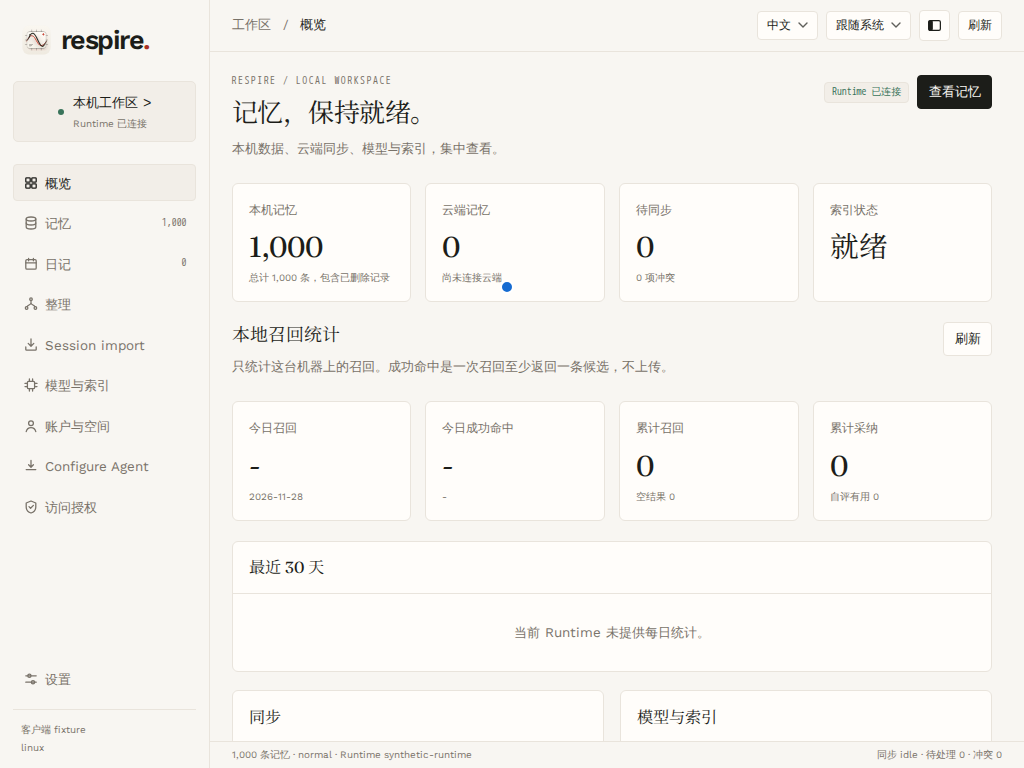 respire.
本机工作区 >
Runtime 已连接
概览
记忆 1,000
日记 0
整理
Session import
模型与索引
账户与空间
Configure Agent
访问授权
设置
客户端 fixture
linux
工作区 / 概览
中文
跟随系统
刷新
RESPIRE / LOCAL WORKSPACE
记忆，保持就绪。
本机数据、云端同步、模型与索引，集中查看。
Runtime 已连接
查看记忆
本机记忆
1,000
总计 1,000 条，包含已删除记录
云端记忆
0
尚未连接云端
待同步
0
0 项冲突
索引状态
就绪
本地召回统计
只统计这台机器上的召回。成功命中是一次召回至少返回一条候选，不上传。
刷新
今日召回
-
2026-11-28
今日成功命中
-
-
累计召回
0
空结果 0
累计采纳
0
自评有用 0
最近 30 天
当前 Runtime 未提供每日统计。
同步
模型与索引
1,000 条记忆 · normal · Runtime synthetic-runtime
同步 idle · 待处理 0 · 冲突 0